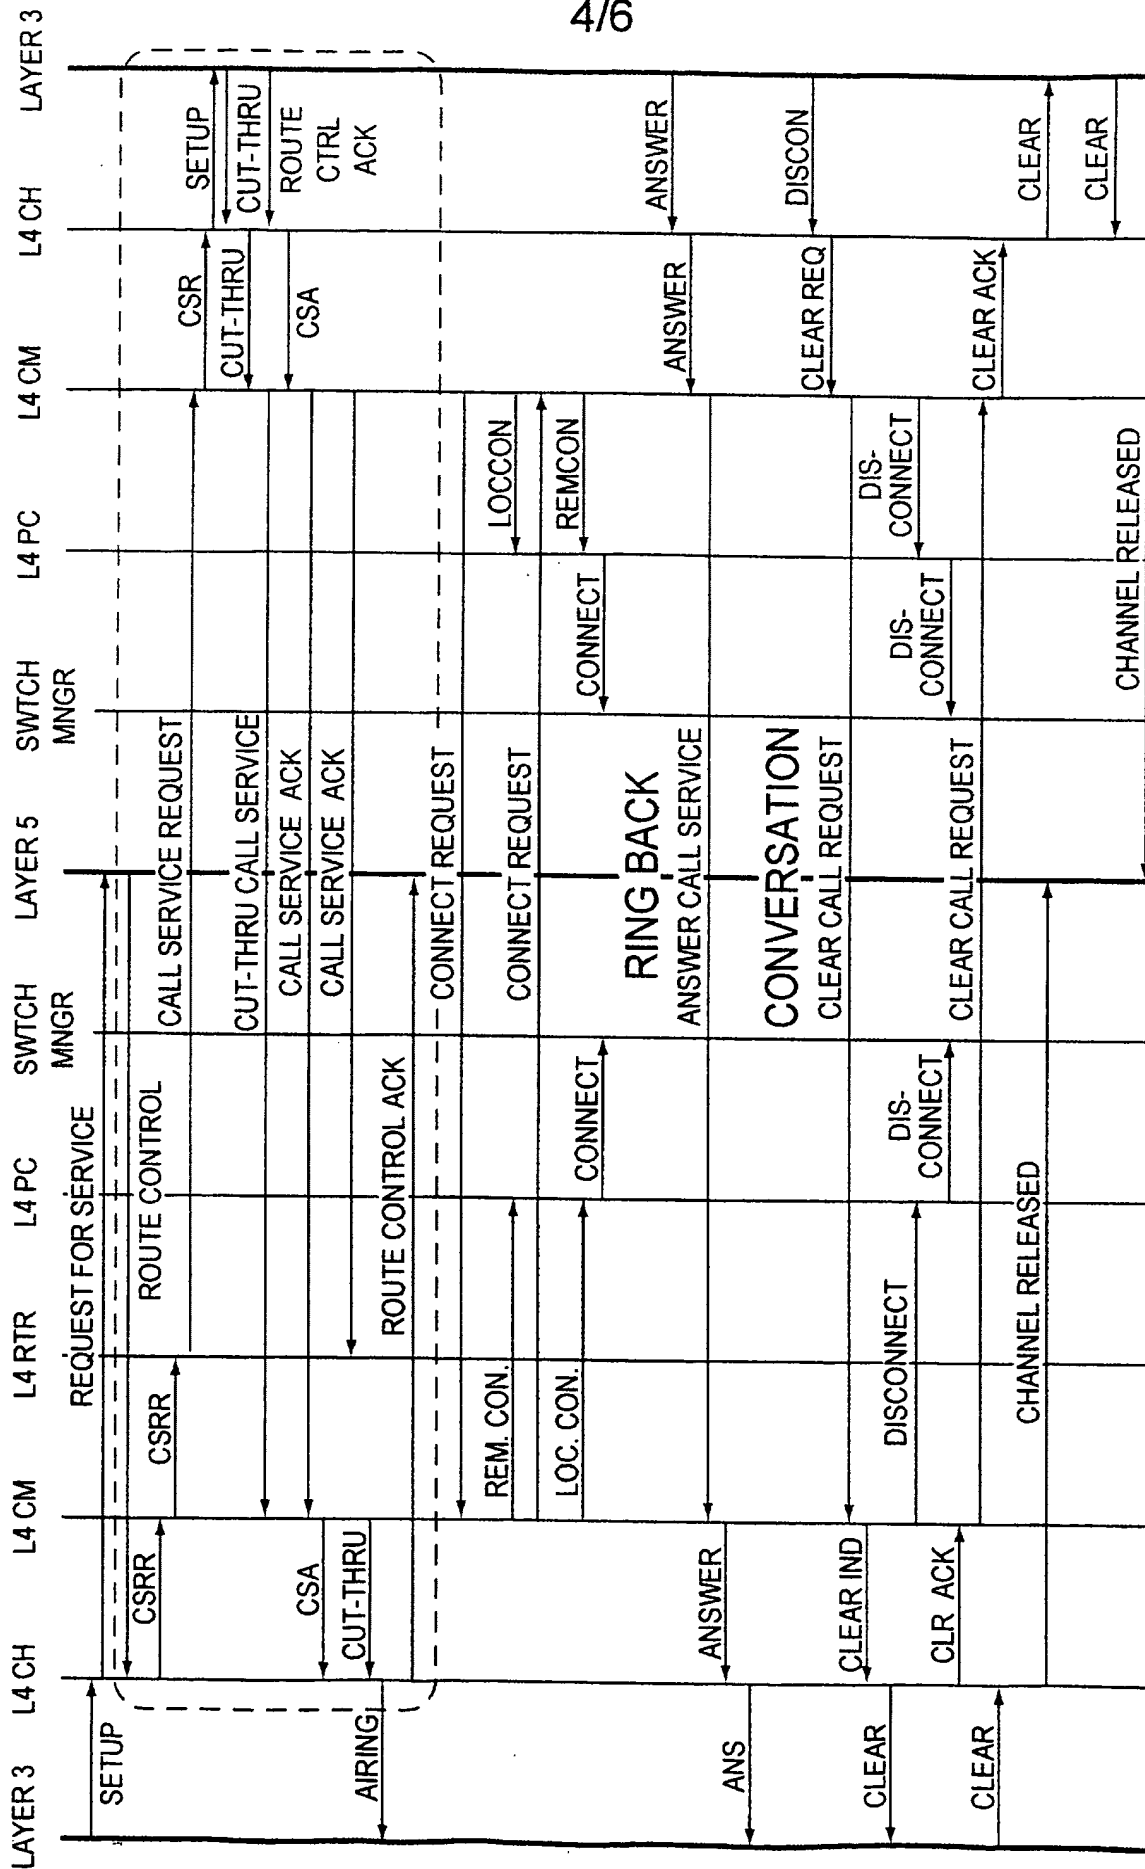 4/6
LAYER 3
L4 CH
L4 CM
L4 RTR
L4 PC
SWTCH
MNGR
LAYER 5
SWTCH
MNGR
L4 PC
L4 CM
L4 CH
LAYER 3
SETUP
REQUEST FOR SERVICE
ROUTE CONTROL
CSRR
CSRR
CALL SERVICE REQUEST
CSR
SETUP
CUT-THRU
CUT-THRU
CUT-THRU CALL SERVICE
ROUTE
CTRL
ACK
CSA
CALL SERVICE ACK
CALL SERVICE ACK
CSA
CUT-THRU
AIRING
ROUTE CONTROL ACK
CONNECT REQUEST
REM. CON.
LOCCON
CONNECT REQUEST
LOC. CON.
REMCON
CONNECT
CONNECT
RING BACK
ANSWER
ANSWER
ANSWER CALL SERVICE
ANSWER
ANS
CONVERSATION
DISCON
CLEAR REQ
CLEAR CALL REQUEST
CLEAR IND
CLEAR
DISCONNECT
DIS-
CONNECT
DIS-
CONNECT
DIS-
CONNECT
CLR ACK
CLEAR CALL REQUEST
CLEAR ACK
CLEAR
CHANNEL RELEASED
CLEAR
CLEAR
CHANNEL RELEASED